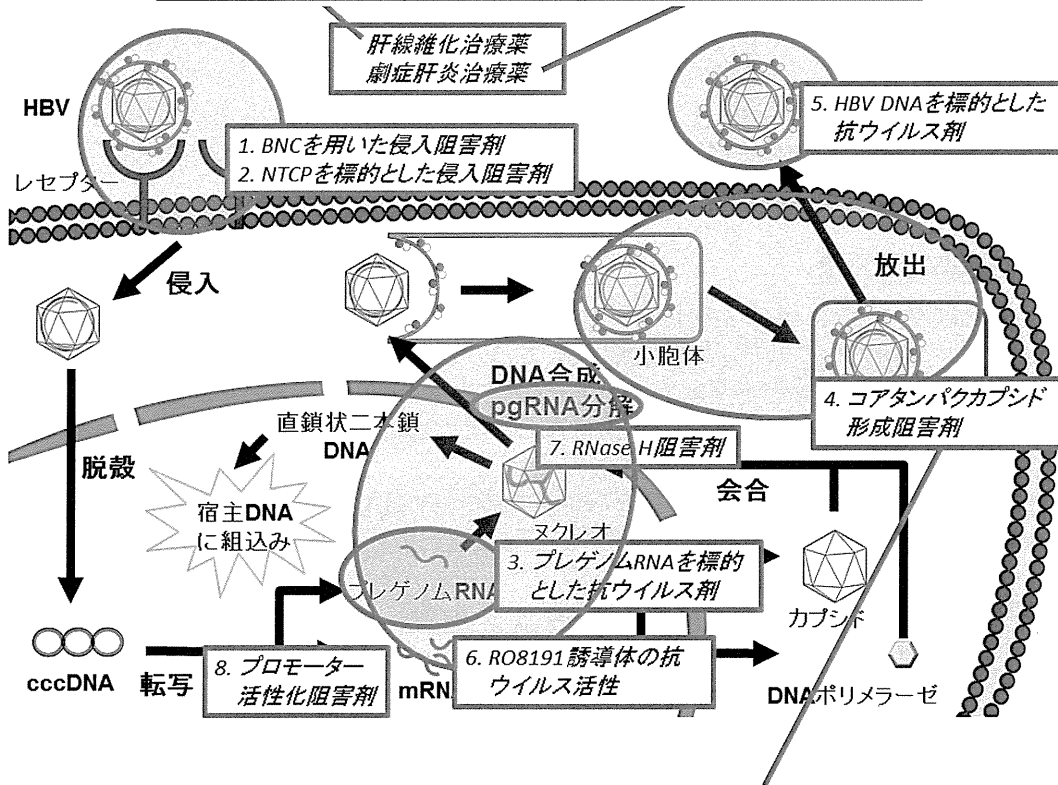 肝線維化治療薬
劇症肝炎治療薬
HBV
5. HBV DNAを標的とした
抗ウイルス剤
1. BNCを用いた侵入阻害剤
2. NTCPを標的とした侵入阻害剤
レセプター
侵入
放出
小胞体
DNA合成
pgRNA分解
4. コアタンパクカプシド
形成阻害剤
直鎖状二本鎖
DNA
7. RNase H阻害剤
脱殻
会合
宿主DNA
に組込み
ヌクレオ
3. プレゲノムRNAを標的
とした抗ウイルス剤
プレゲノムRNA
カプシド
cccDNA
転写
8. プロモーター
活性化阻害剤
mRN
6. RO8191誘導体の抗
ウイルス活性
DNAポリメラーゼ